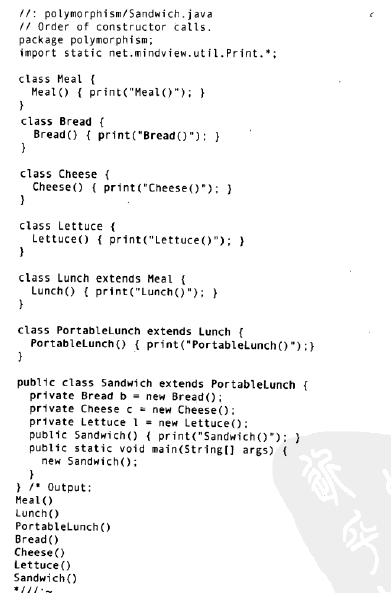 //: polymorphism/Sandwich.java
// Order of constructor calls.
package polymorphism;
import static net.mindview.util.Print.*;

class Meal {
  Meal() { print("Meal()"); }
}
class Bread {
  Bread() { print("Bread()"); }
}

class Cheese {
  Cheese() { print("Cheese()"); }
}

class Lettuce {
  Lettuce() { print("Lettuce()"); }
}

class Lunch extends Meal {
  Lunch() { print("Lunch()"); }
}

class PortableLunch extends Lunch {
  PortableLunch() { print("PortableLunch()");}
}

public class Sandwich extends PortableLunch {
  private Bread b = new Bread();
  private Cheese c = new Cheese();
  private Lettuce l = new Lettuce();
  public Sandwich() { print("Sandwich()"); }
  public static void main(String[] args) {
    new Sandwich();
  }
} /* Output:
Meal()
Lunch()
PortableLunch()
Bread()
Cheese()
Lettuce()
Sandwich()
*///:~